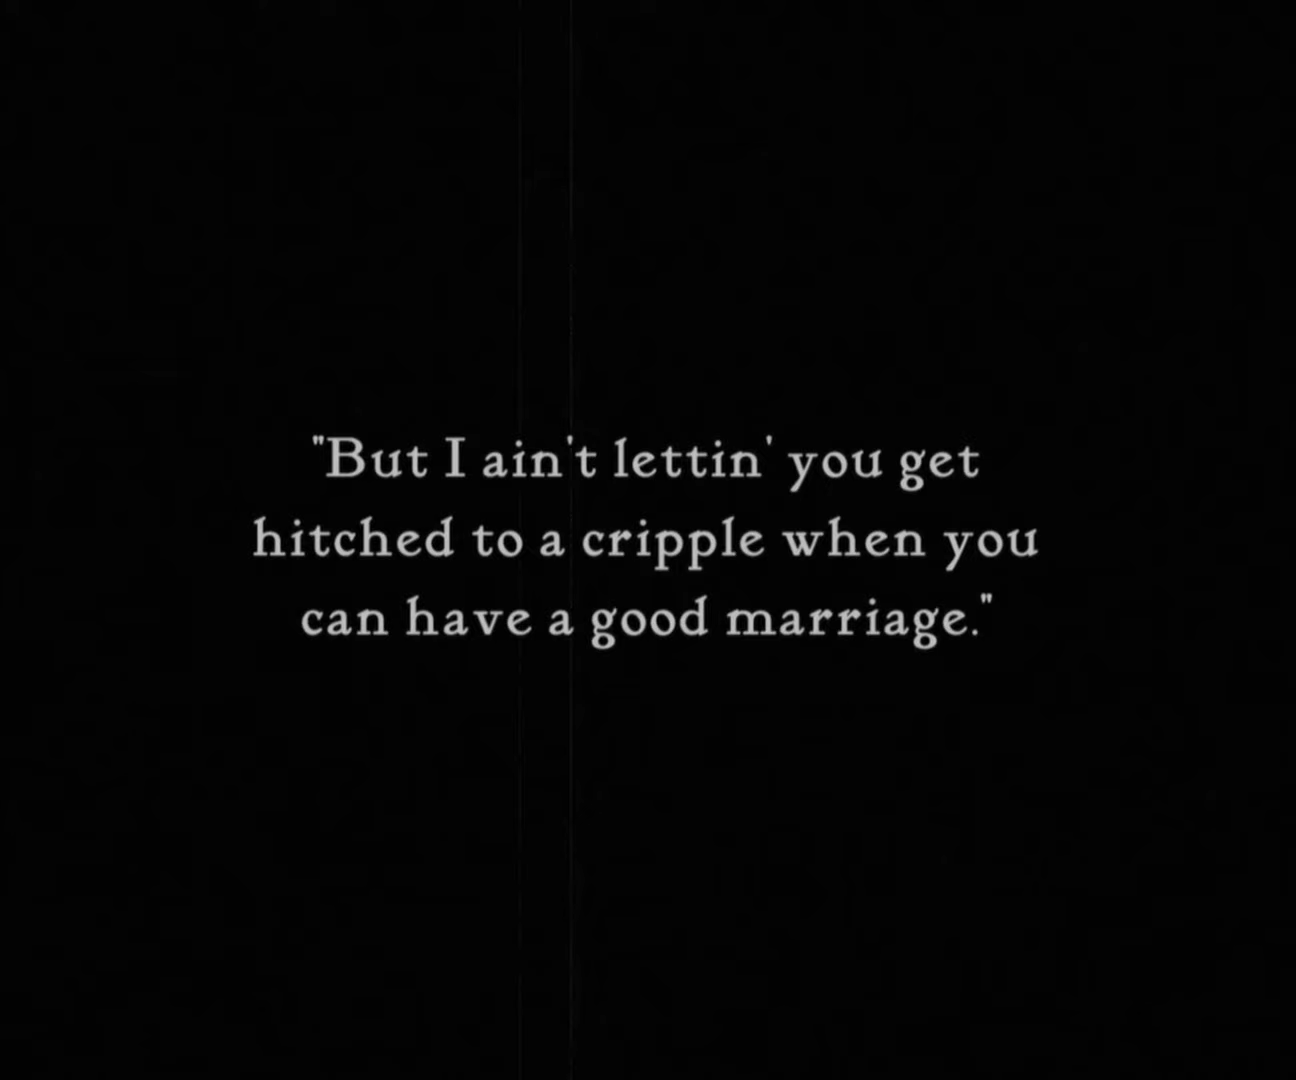 "But I ain't lettin' you get
hitched to a cripple when you
can have a good marriage."